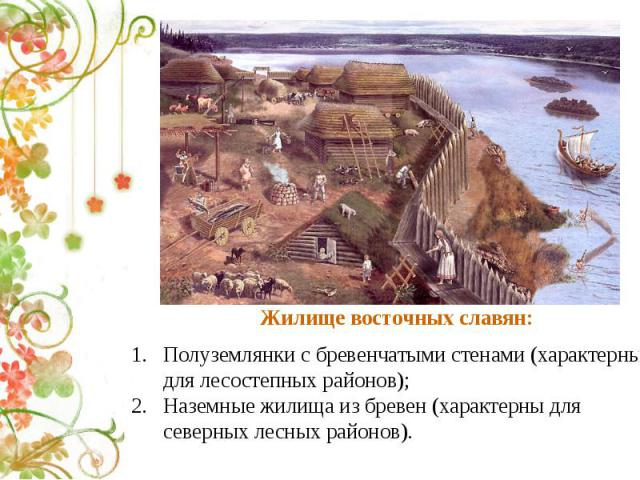 Жилище восточных славян:
1. Полуземлянки с бревенчатыми стенами (характерны
для лесостепных районов);
2. Наземные жилища из бревен (характерны для
северных лесных районов).